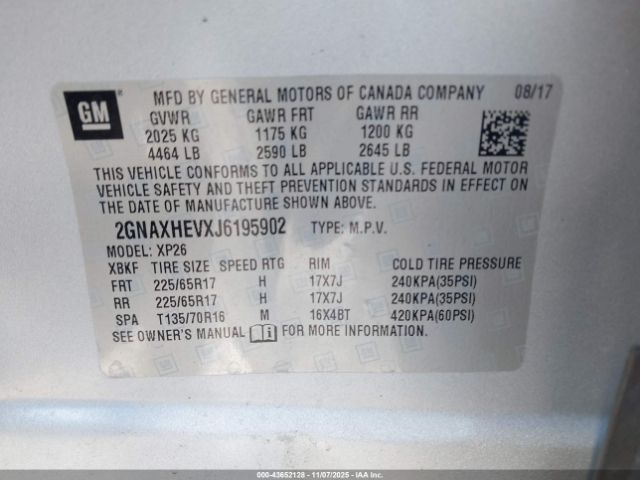 GM
MFD BY GENERAL MOTORS OF CANADA COMPANY 08/17
GVWR GAWR FRT GAWR RR
2025 KG 1175 KG 1200 KG
4464 LB 2590 LB 2645 LB
THIS VEHICLE CONFORMS TO ALL APPLICABLE U.S. FEDERAL MOTOR
VEHICLE SAFETY AND THEFT PREVENTION STANDARDS IN EFFECT ON
THE DATE OF MANUFACTURE SHOWN ABOVE.
2GNAXHEVXJ6195902 TYPE: M.P.V.
MODEL: XP26
XBKF TIRE SIZE SPEED RTG RIM COLD TIRE PRESSURE
FRT 225/65R17 H 17X7J 240KPA(35PSI)
RR 225/65R17 H 17X7J 240KPA(35PSI)
SPA T135/70R16 M 16X4BT 420KPA(60PSI)
SEE OWNER'S MANUAL FOR MORE INFORMATION.
000-43652128 - 11/07/2025 - IAA, Inc.